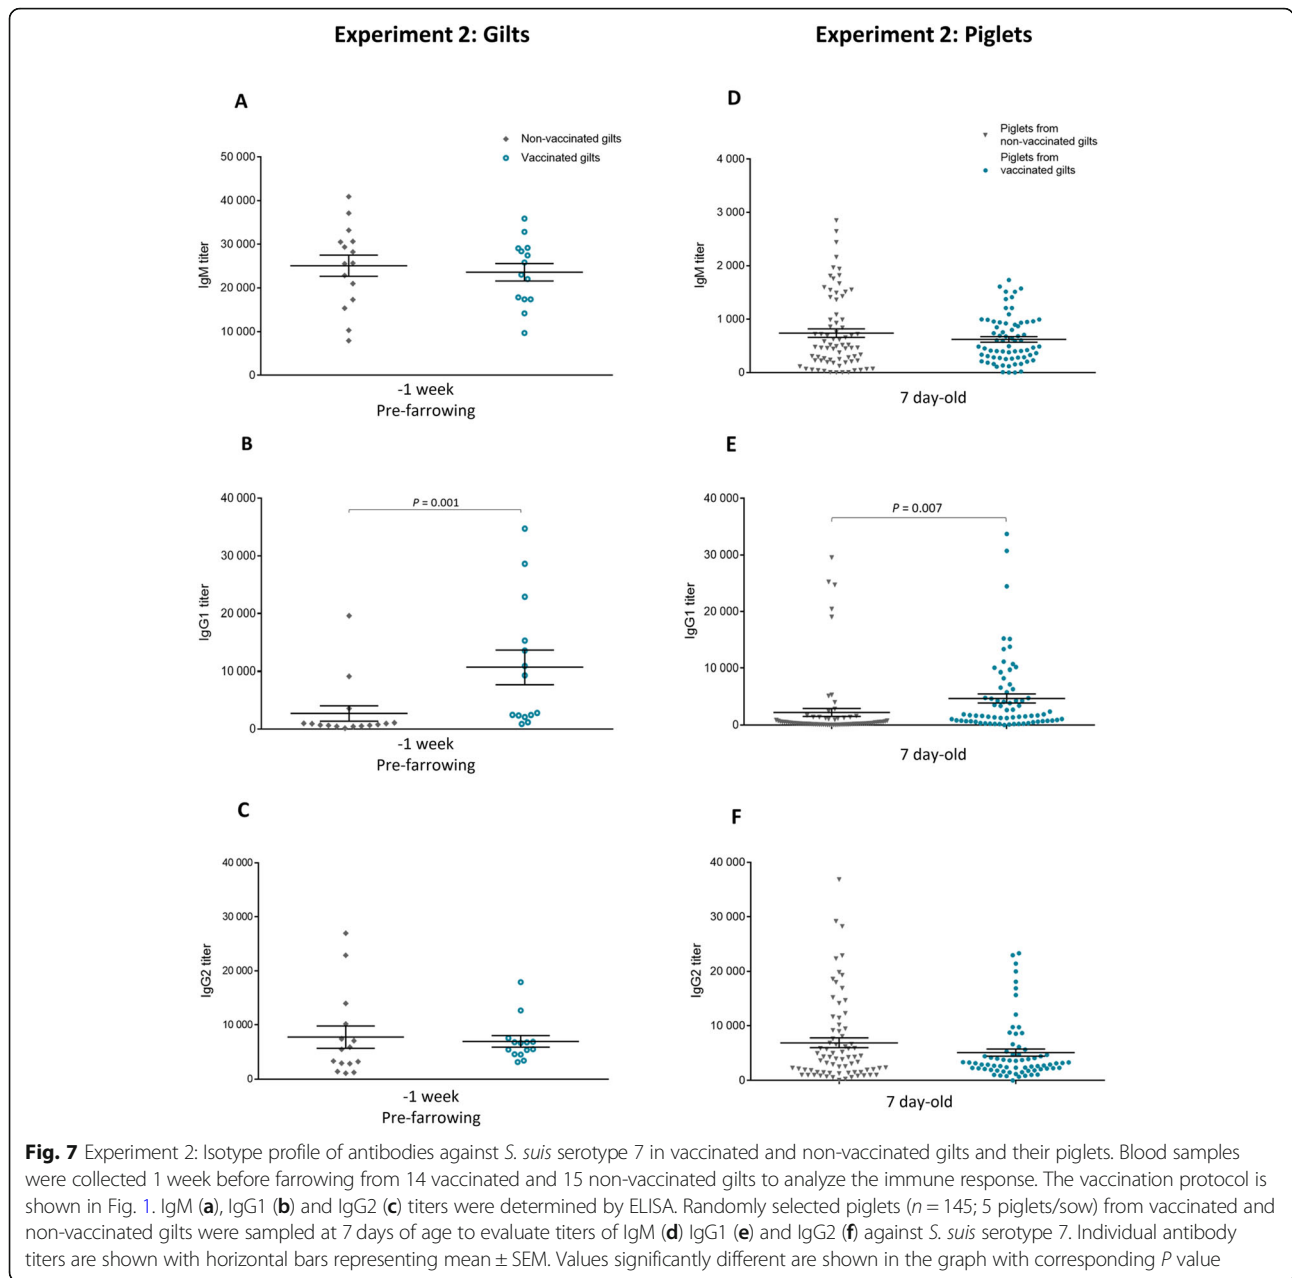 Experiment 2: Gilts
Experiment 2: Piglets
A
Non-vaccinated gilts
Vaccinated gilts
50 000
40 000
30 000
20 000
10 000
0
IgM titer
-1 week
Pre-farrowing
D
Piglets from
non-vaccinated gilts
Piglets from
vaccinated gilts
4 000
3 000
2 000
1 000
0
IgM titer
7 day-old
B
P = 0.001
40 000
30 000
20 000
10 000
0
IgG1 titer
-1 week
Pre-farrowing
E
P = 0.007
40 000
30 000
20 000
10 000
0
IgG1 titer
7 day-old
C
40 000
30 000
20 000
10 000
0
IgG2 titer
-1 week
Pre-farrowing
F
40 000
30 000
20 000
10 000
0
IgG2 titer
7 day-old
Fig. 7 Experiment 2: Isotype profile of antibodies against S. suis serotype 7 in vaccinated and non-vaccinated gilts and their piglets. Blood samples
were collected 1 week before farrowing from 14 vaccinated and 15 non-vaccinated gilts to analyze the immune response. The vaccination protocol is
shown in Fig. 1. IgM (a), IgG1 (b) and IgG2 (c) titers were determined by ELISA. Randomly selected piglets (n = 145; 5 piglets/sow) from vaccinated and
non-vaccinated gilts were sampled at 7 days of age to evaluate titers of IgM (d) IgG1 (e) and IgG2 (f) against S. suis serotype 7. Individual antibody
titers are shown with horizontal bars representing mean ± SEM. Values significantly different are shown in the graph with corresponding P value